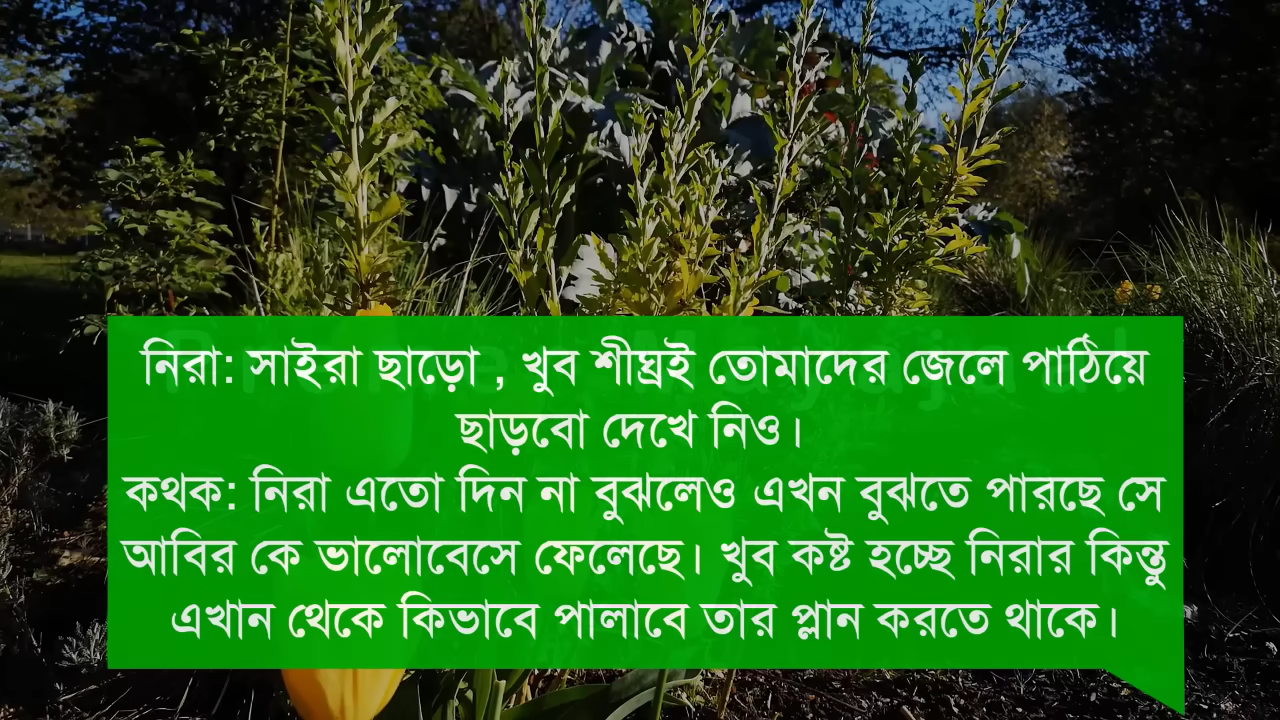 নিরা: সাইরা ছাড়ো , খুব শীঘ্রই তোমাদের জেলে পাঠিয়ে
ছাড়বো দেখে নিও।
কথক: নিরা এতো দিন না বুঝলেও এখন বুঝতে পারছে সে
আবির কে ভালোবেসে ফেলেছে। খুব কষ্ট হচ্ছে নিরার কিন্তু
এখান থেকে কিভাবে পালাবে তার প্লান করতে থাকে।